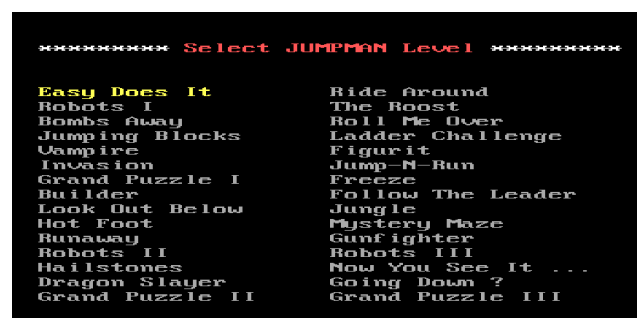 ********** Select JUMPMAN Level **********
Easy Does It
Robots I
Bombs Away
Jumping Blocks
Vampire
Invasion
Grand Puzzle I
Builder
Look Out Below
Hot Foot
Runaway
Robots II
Hailstones
Dragon Slayer
Grand Puzzle II
Ride Around
The Roost
Roll Me Over
Ladder Challenge
Figurit
Jump-N-Run
Freeze
Follow The Leader
Jungle
Mystery Maze
Gunfighter
Robots III
Now You See It ...
Going Down ?
Grand Puzzle III